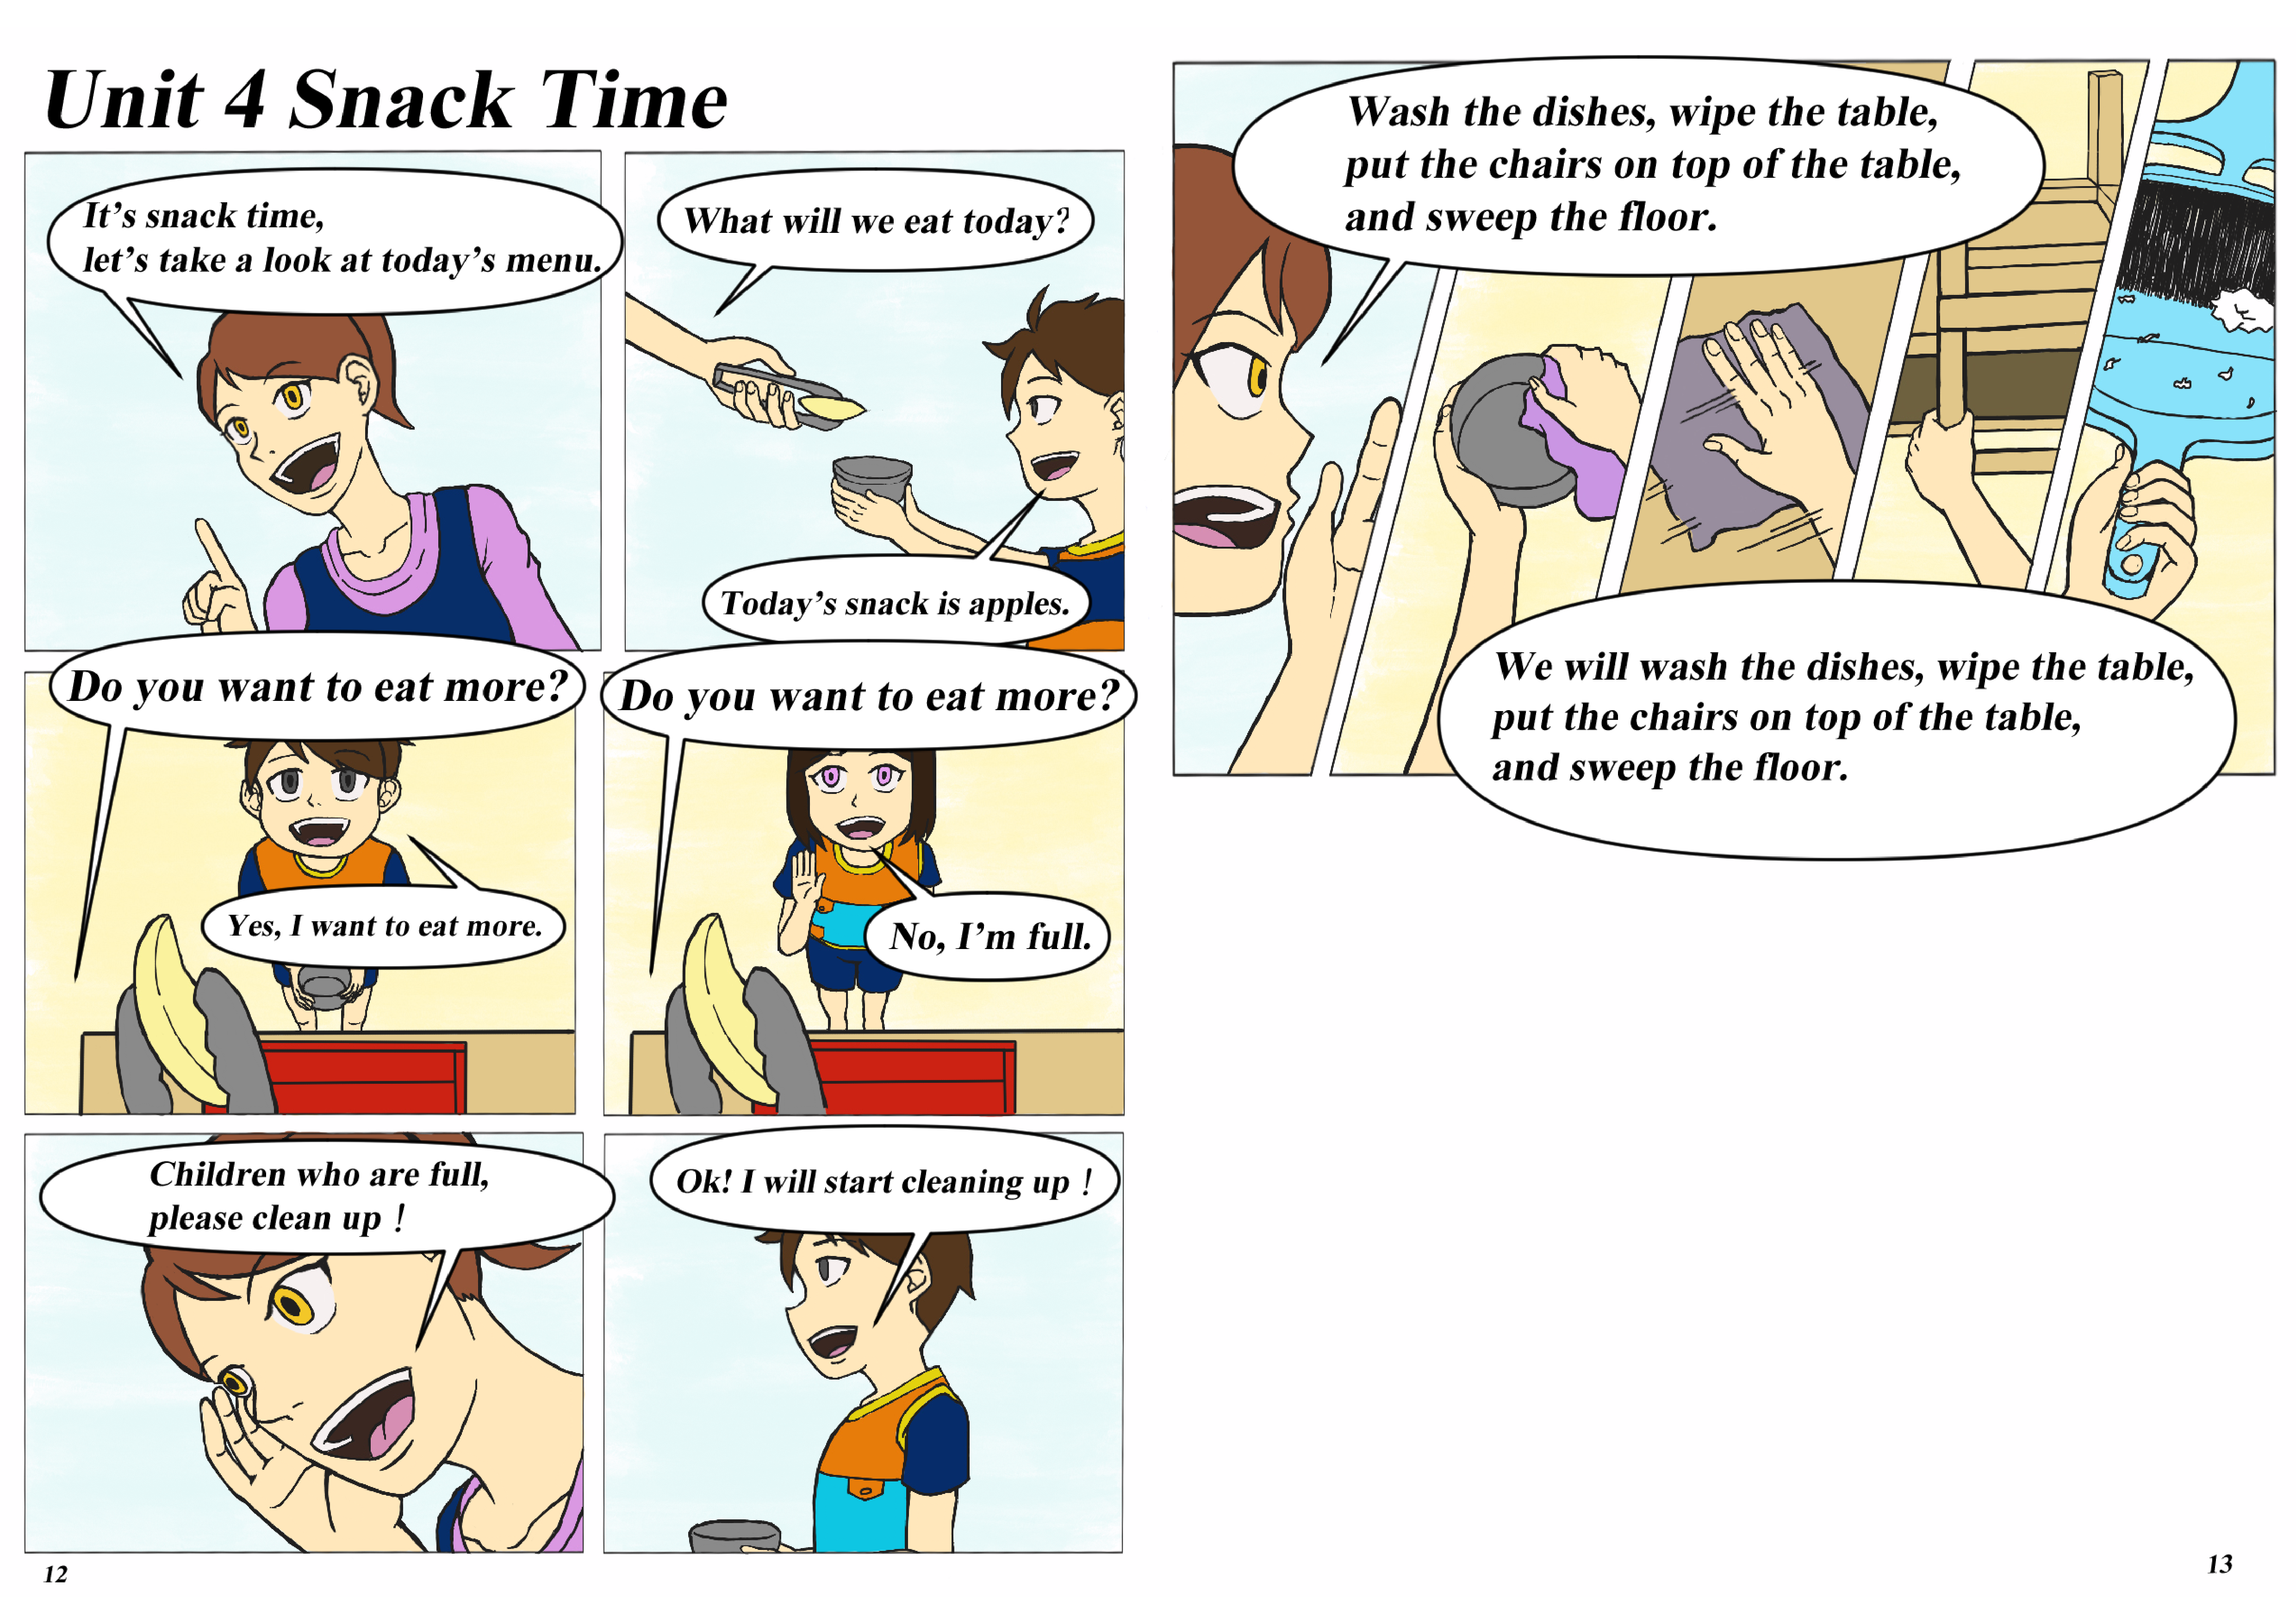 Unit 4 Snack Time
It's snack time,
let's take a look at today's menu.
What will we eat today?
Today's snack is apples.
Do you want to eat more?
Yes, I want to eat more.
Do you want to eat more?
No, I'm full.
Children who are full,
please clean up !
Ok! I will start cleaning up !
12
Wash the dishes, wipe the table,
put the chairs on top of the table,
and sweep the floor.
We will wash the dishes, wipe the table,
put the chairs on top of the table,
and sweep the floor.
13